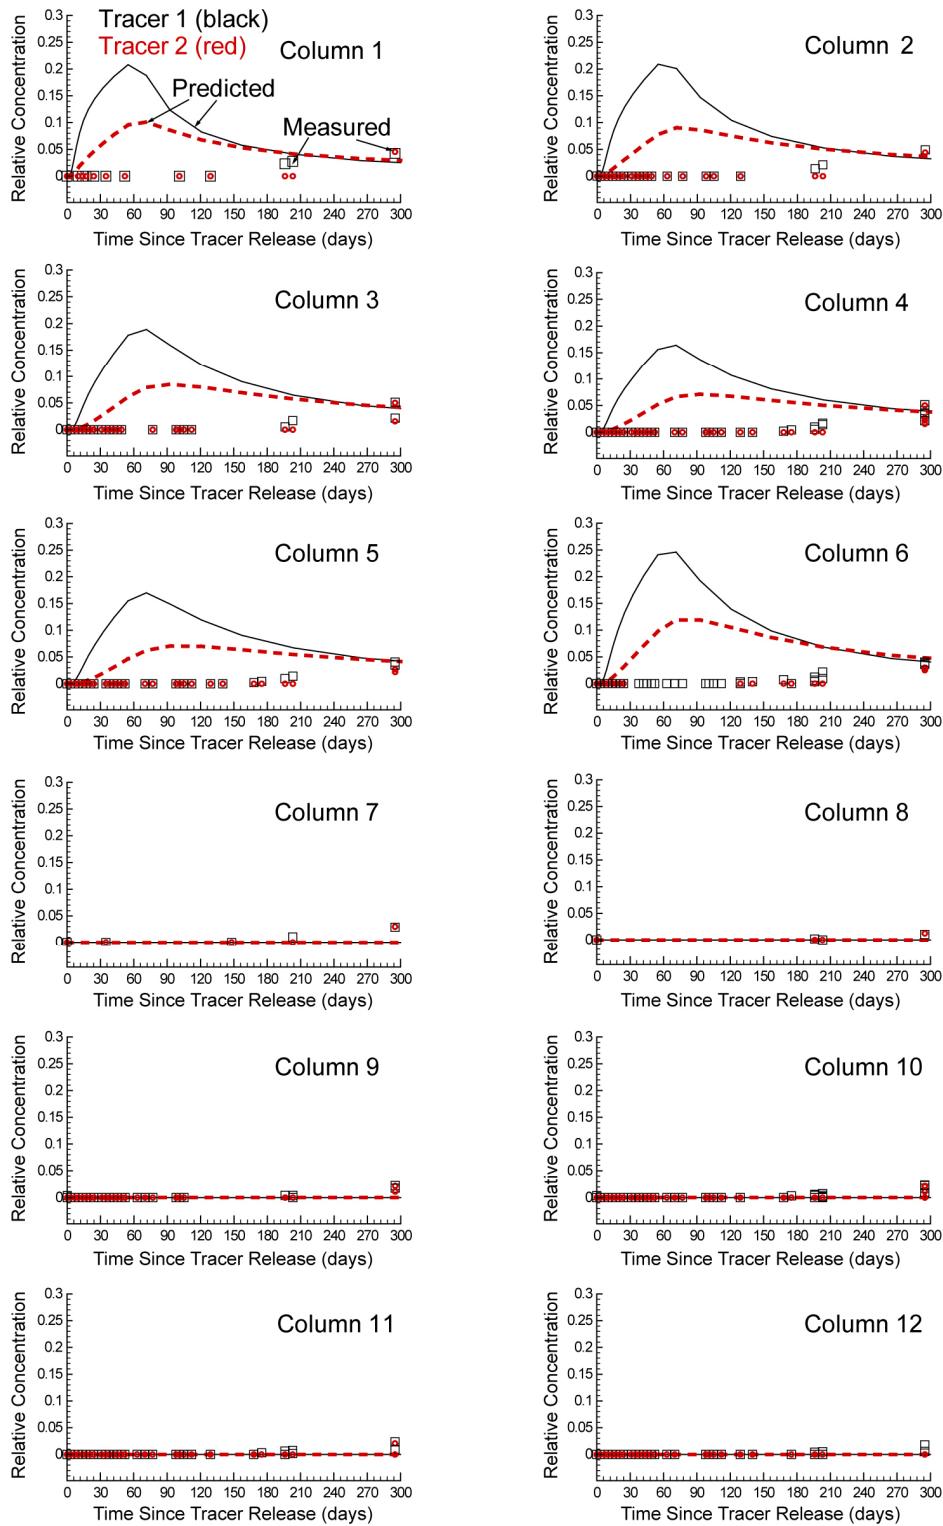 Tracer 1 (black)
Tracer 2 (red)
Column 1
Predicted
Measured
Relative Concentration
0.3
0.25
0.2
0.15
0.1
0.05
0
0 30 60 90 120 150 180 210 240 270 300
Time Since Tracer Release (days)
Column 2
Relative Concentration
0.3
0.25
0.2
0.15
0.1
0.05
0
0 30 60 90 120 150 180 210 240 270 300
Time Since Tracer Release (days)
Column 3
Relative Concentration
0.3
0.25
0.2
0.15
0.1
0.05
0
0 30 60 90 120 150 180 210 240 270 300
Time Since Tracer Release (days)
Column 4
Relative Concentration
0.3
0.25
0.2
0.15
0.1
0.05
0
0 30 60 90 120 150 180 210 240 270 300
Time Since Tracer Release (days)
Column 5
Relative Concentration
0.3
0.25
0.2
0.15
0.1
0.05
0
0 30 60 90 120 150 180 210 240 270 300
Time Since Tracer Release (days)
Column 6
Relative Concentration
0.3
0.25
0.2
0.15
0.1
0.05
0
0 30 60 90 120 150 180 210 240 270 300
Time Since Tracer Release (days)
Column 7
Relative Concentration
0.3
0.25
0.2
0.15
0.1
0.05
0
0 30 60 90 120 150 180 210 240 270 300
Time Since Tracer Release (days)
Column 8
Relative Concentration
0.3
0.25
0.2
0.15
0.1
0.05
0
0 30 60 90 120 150 180 210 240 270 300
Time Since Tracer Release (days)
Column 9
Relative Concentration
0.3
0.25
0.2
0.15
0.1
0.05
0
0 30 60 90 120 150 180 210 240 270 300
Time Since Tracer Release (days)
Column 10
Relative Concentration
0.3
0.25
0.2
0.15
0.1
0.05
0
0 30 60 90 120 150 180 210 240 270 300
Time Since Tracer Release (days)
Column 11
Relative Concentration
0.3
0.25
0.2
0.15
0.1
0.05
0
0 30 60 90 120 150 180 210 240 270 300
Time Since Tracer Release (days)
Column 12
Relative Concentration
0.3
0.25
0.2
0.15
0.1
0.05
0
0 30 60 90 120 150 180 210 240 270 300
Time Since Tracer Release (days)